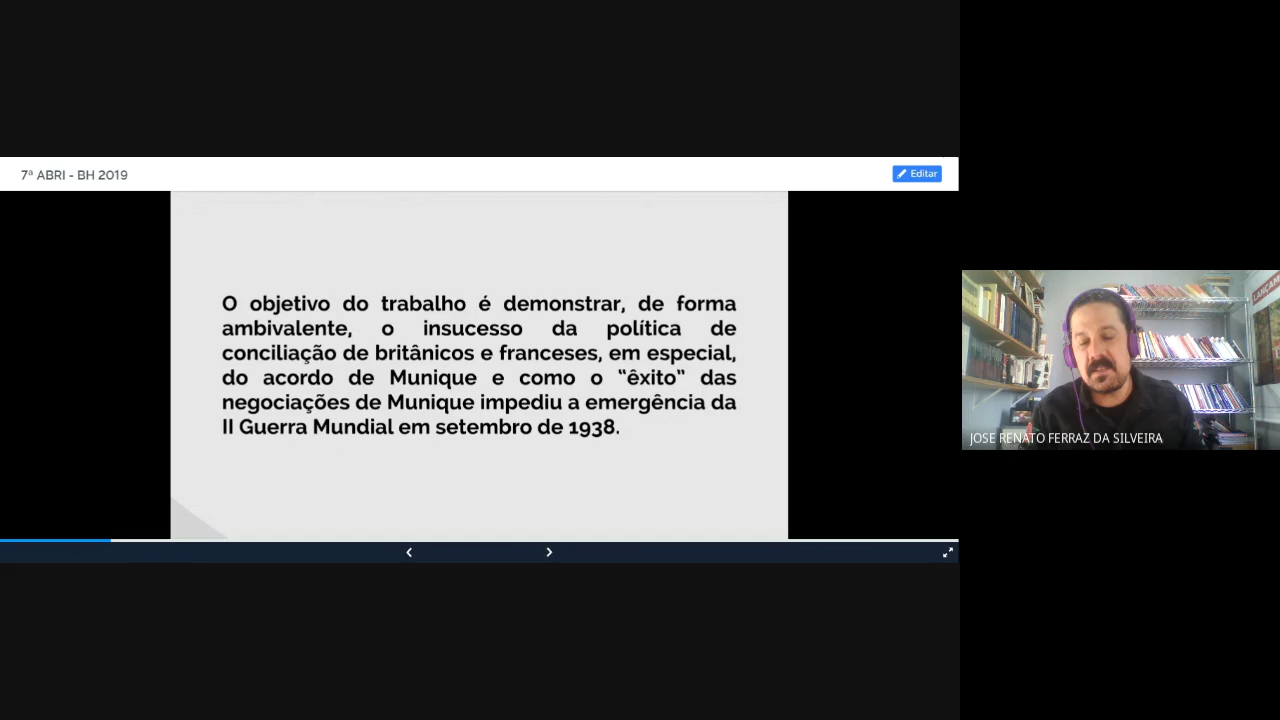 7ª ABRI - BH 2019
Editar
O objetivo do trabalho é demonstrar, de forma
ambivalente, o insucesso da política de
conciliação de britânicos e franceses, em especial,
do acordo de Munique e como o “êxito” das
negociações de Munique impediu a emergência da
II Guerra Mundial em setembro de 1938.
JOSE RENATO FERRAZ DA SILVEIRA